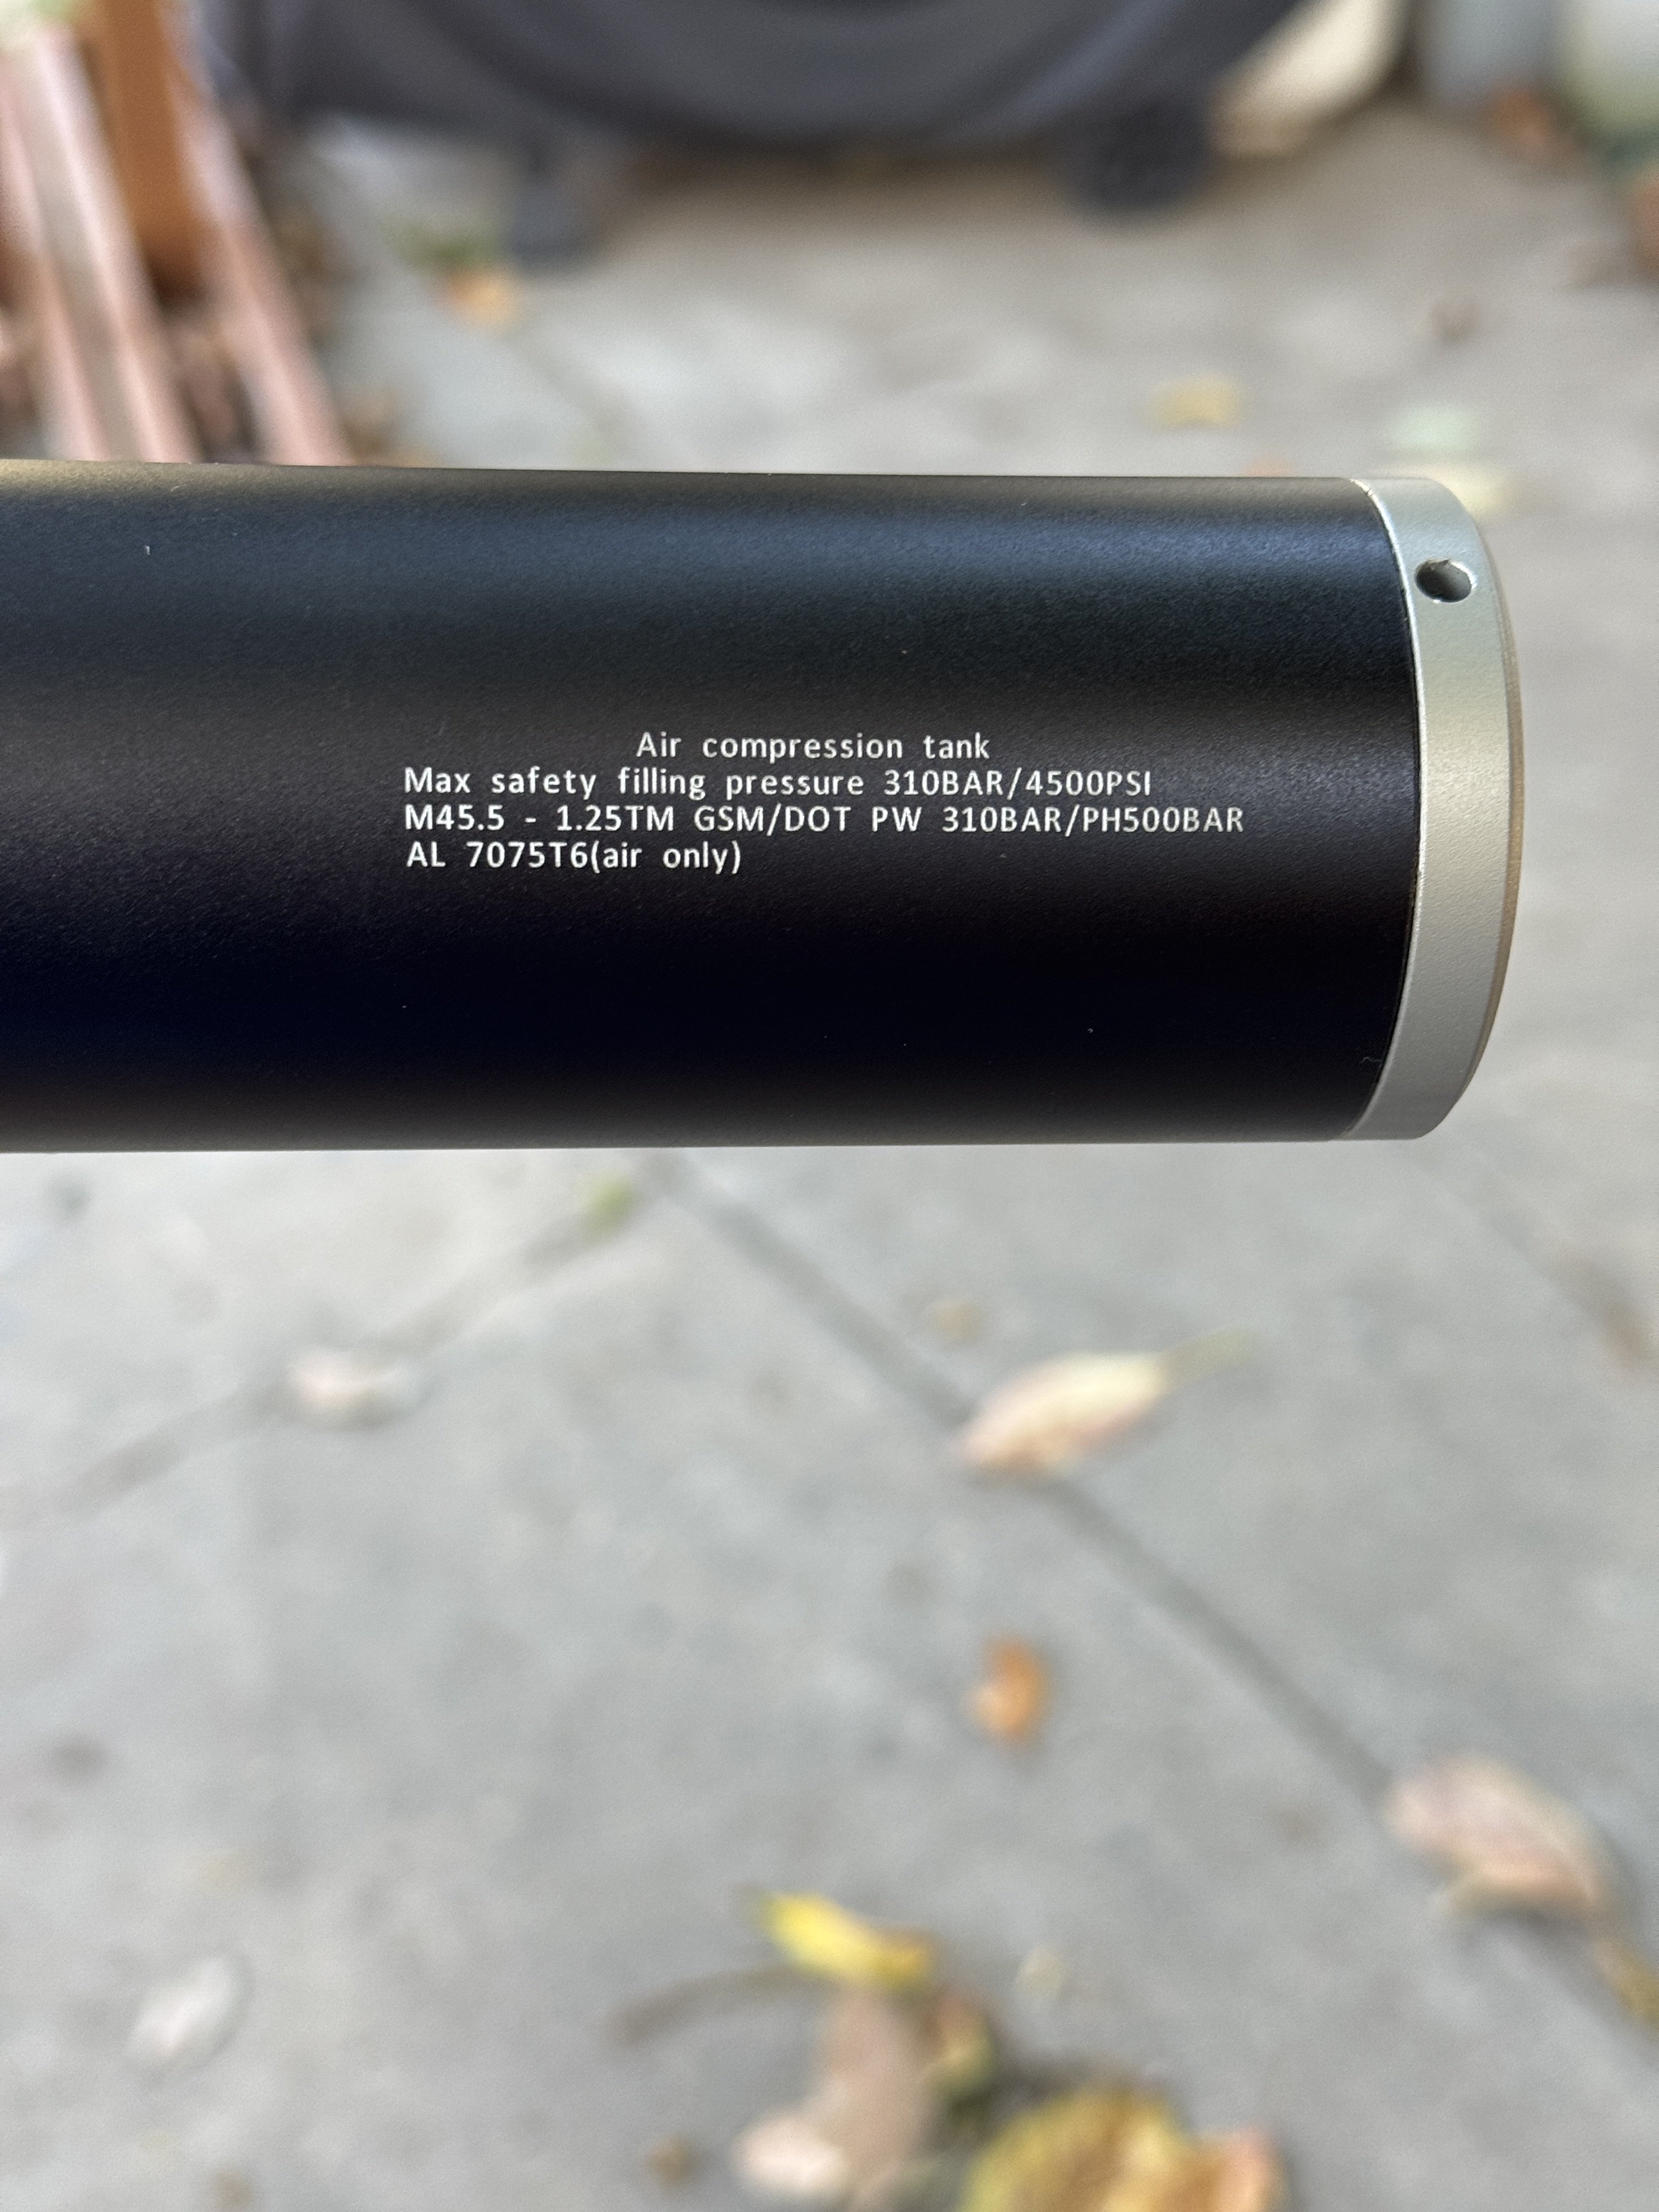 Air compression tank
Max safety filling pressure 310BAR/4500PSI
M45.5 - 1.25TM GSM/DOT PW 310BAR/PH500BAR
AL 7075T6(air only)